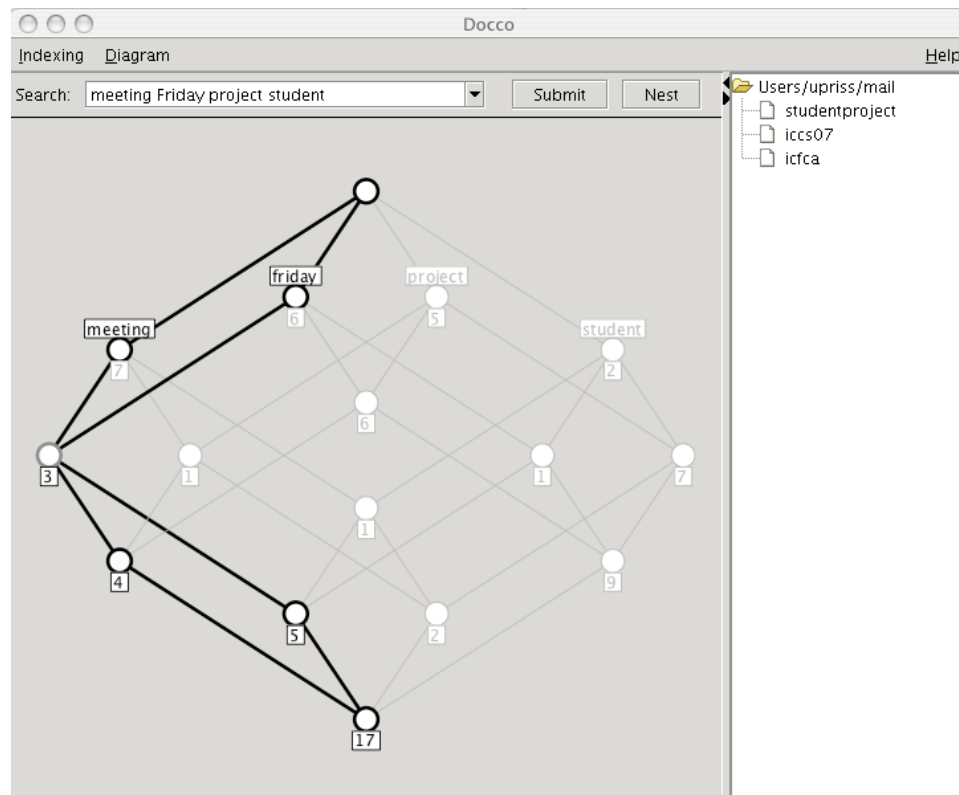 Docco
Indexing Diagram Help
Search: meeting Friday project student Submit Nest
Users/upriss/mail
studentproject
iccs07
icfca
friday project
6 5
meeting student
7 2
6
3 1 1 7
1
4 9
5 2
17